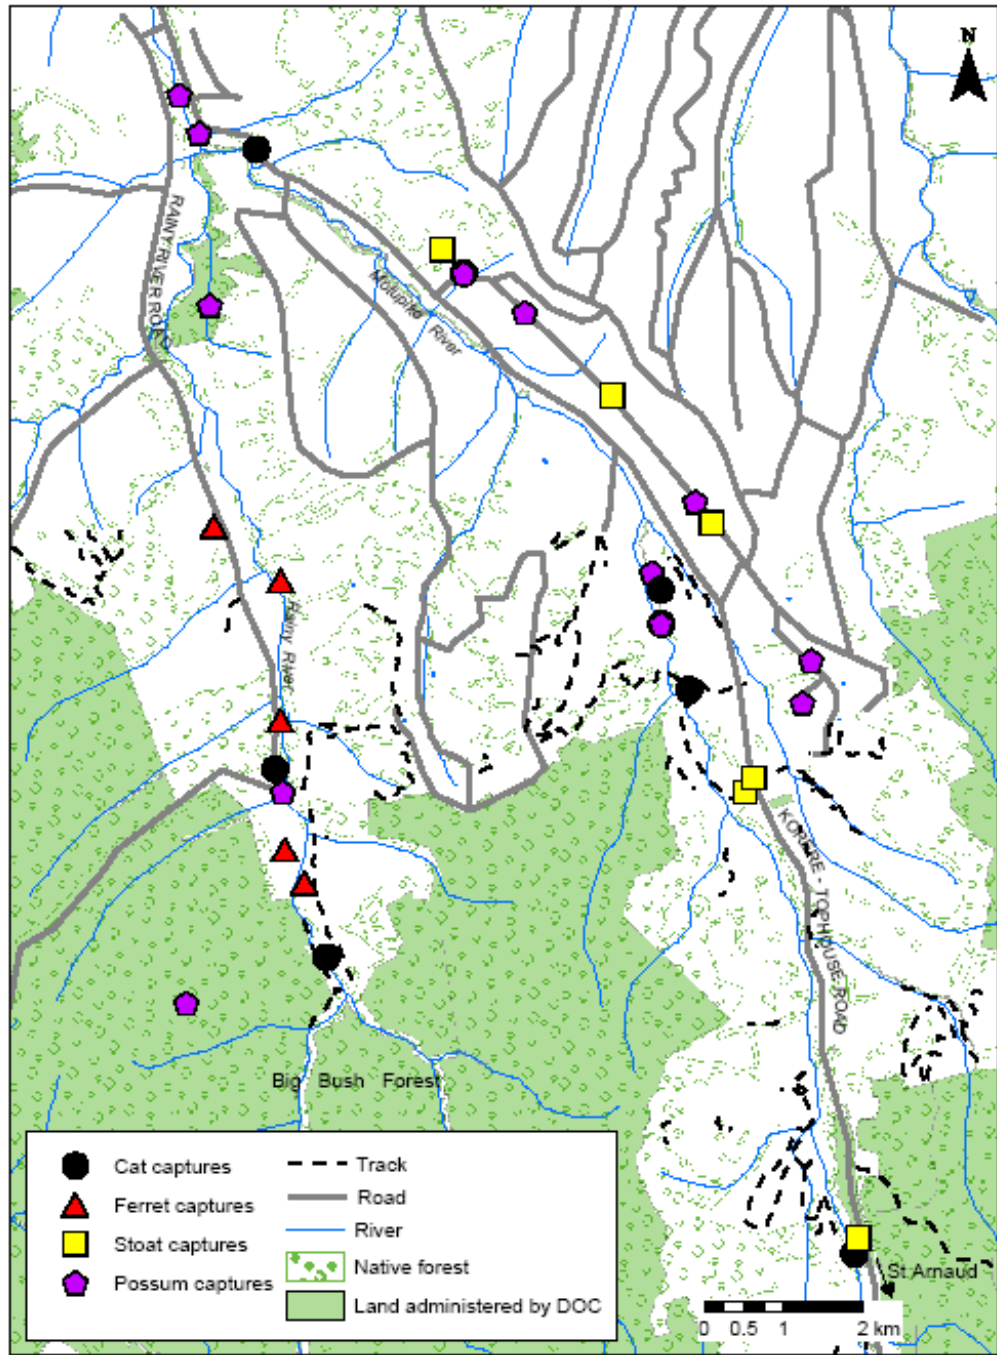 N
RAINY RIVER ROAD
Motupiko River
Rainy River
KORERE - TOPHOUSE ROAD
Big Bush Forest
Cat captures
Ferret captures
Stoat captures
Possum captures
Track
Road
River
Native forest
Land administered by DOC
St Arnaud
0 0.5 1 2 km